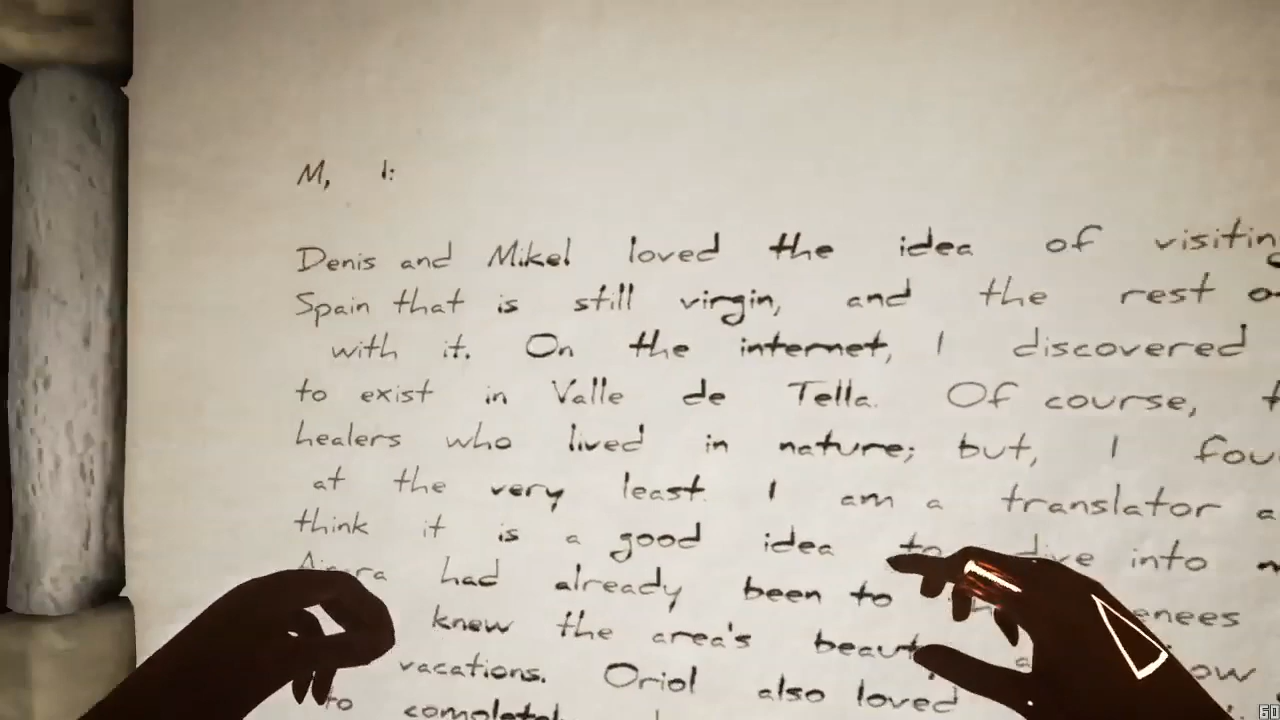 M, I:
Denis and Mikel loved the idea of visiting
Spain that is still virgin, and the rest
with it. On the internet, I discovered
to exist in Valle de Tella. Of course,
healers who lived in nature; but, I
at the very least. I am a translator
think it is a good idea to into
had already been to
knew the area's
vacations. Oriol also loved
to
60